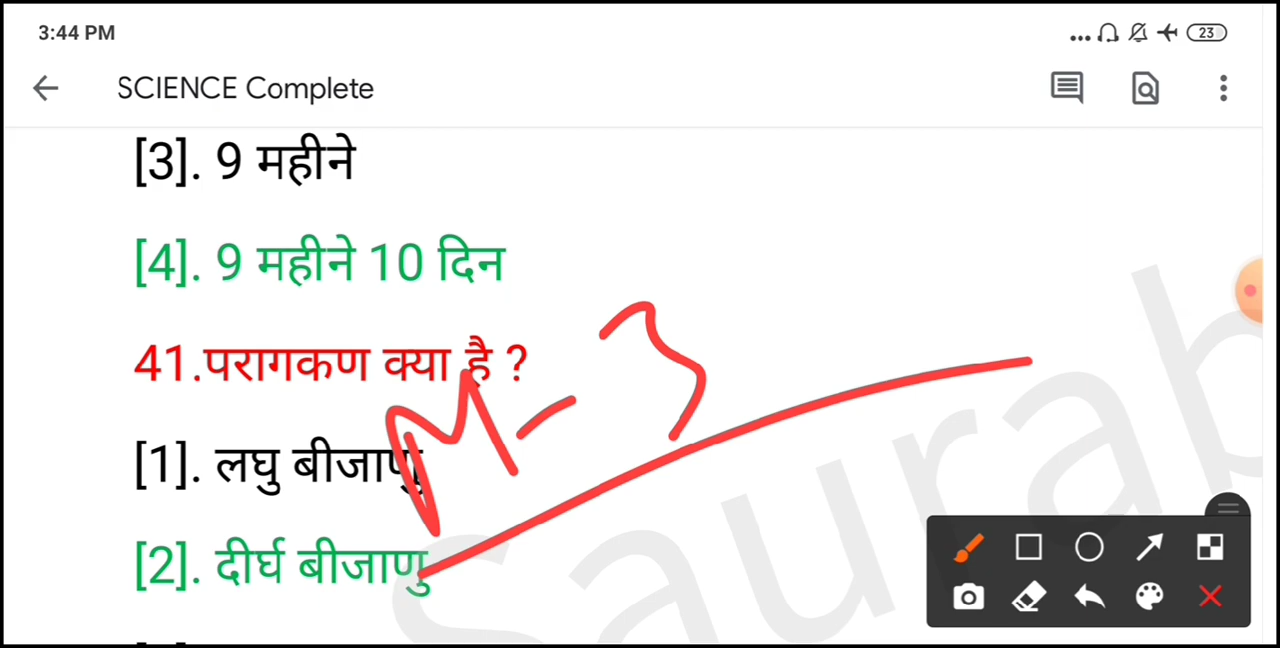 3:44 PM
23
SCIENCE Complete
[3]. 9 महीने
[4]. 9 महीने 10 दिन
41.परागकण क्या है ?
M-3
[1]. लघु बीजाणु
[2]. दीर्घ बीजाणु
Saurab